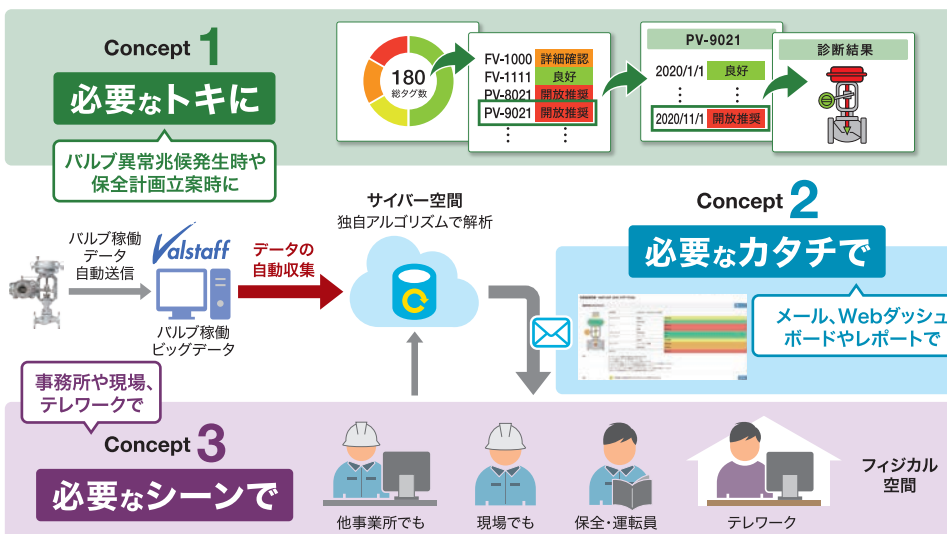 Concept 1
必要なトキに
バルブ異常兆候発生時や
保全計画立案時に
180
総タグ数
FV-1000 詳細確認
FV-1111 良好
PV-8021 開放推奨
PV-9021 開放推奨
PV-9021
2020/1/1 良好
2020/11/1 開放推奨
診断結果
サイバー空間
独自アルゴリズムで解析
バルブ稼働
データ
自動送信
Valstaff
バルブ稼働
ビッグデータ
データの
自動収集
Concept 2
必要なカタチで
メール、Webダッシュ
ボードやレポートで
事務所や現場、
テレワークで
Concept 3
必要なシーンで
他事業所でも
現場でも
保全・運転員
テレワーク
フィジカル
空間